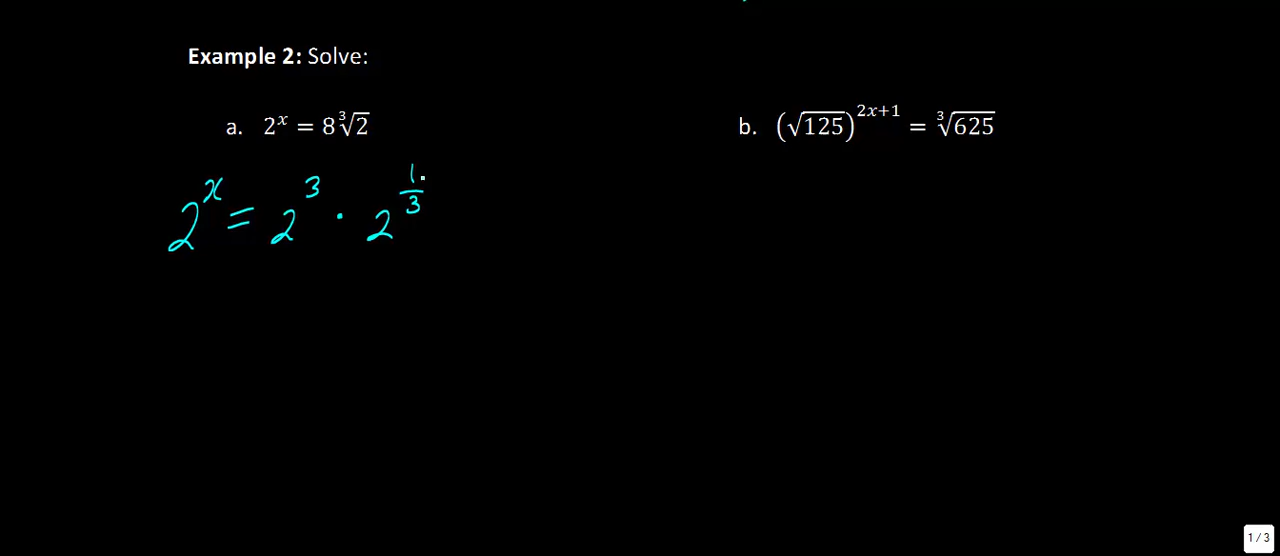 Example 2: Solve:
a. 2^x = 8∛2
b. (√125)^(2x+1) = ∛625
2^x = 2^3 · 2^(1/3)
1 / 3